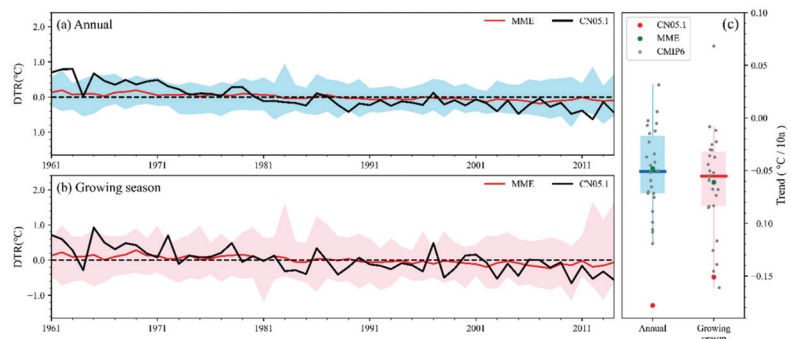 (a) Annual
MME
CN05.1
DTR(℃)
2.0
1.0
0.0
1.0
1961
1971
1981
1991
2001
2011
(b) Growing season
MME
CN05.1
DTR(℃)
2.0
1.0
0.0
−1.0
1961
1971
1981
1991
2001
2011
(c)
CN05.1
MME
CMIP6
0.10
0.05
0.00
−0.05
−0.10
−0.15
Trend (℃/10a)
Annual
Growing
season